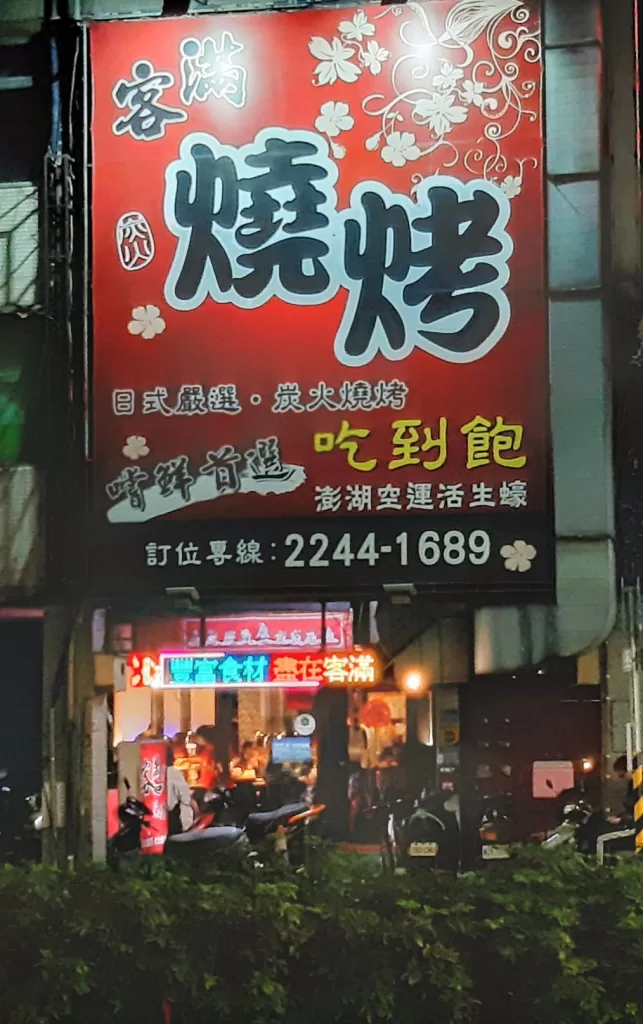 客滿
炭火
燒烤
日式嚴選・炭火燒烤
吃到飽
嚐鮮首選
澎湖空運活生蠔
訂位專線:2244-1689
豐富食材 盡在客滿